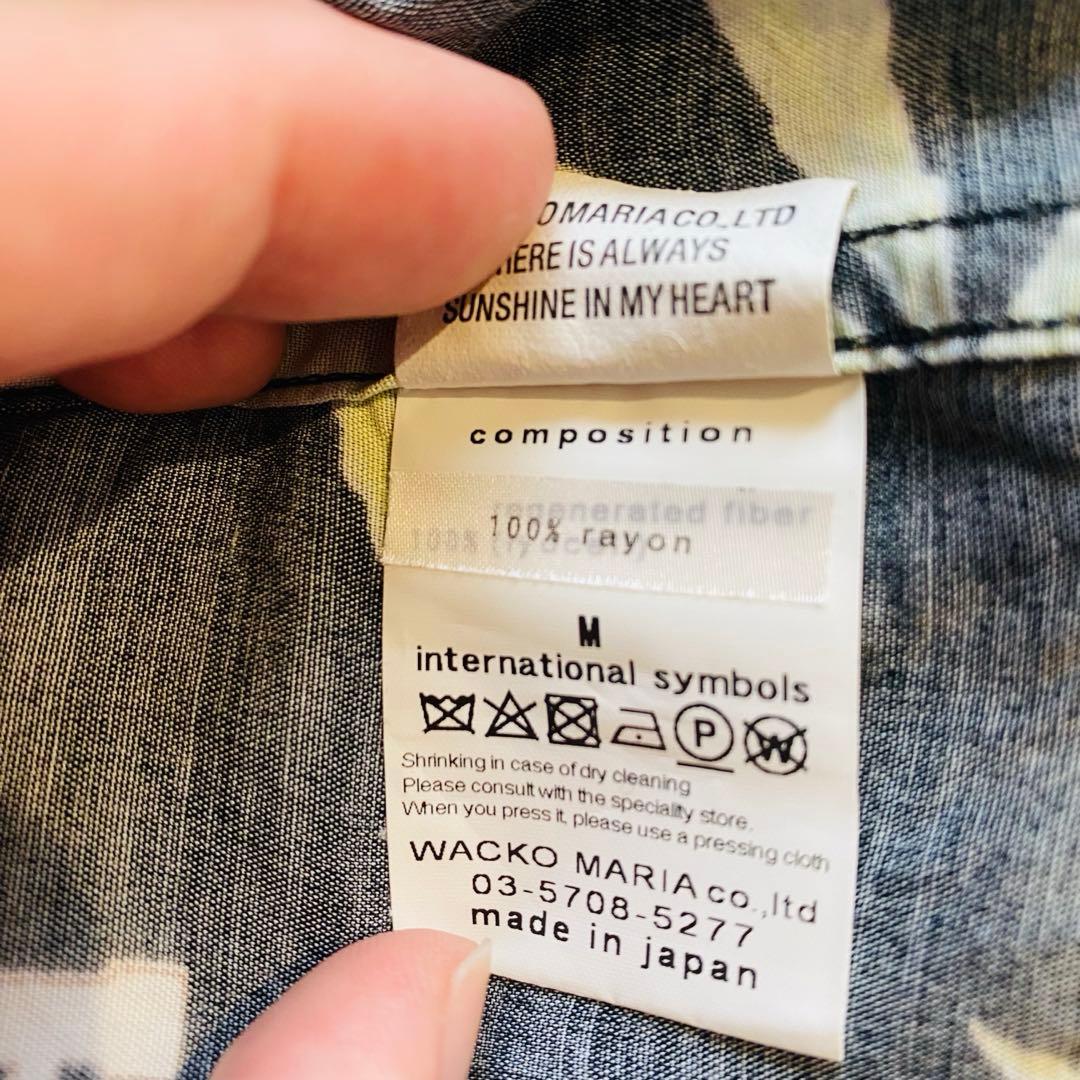 OMARIA CO.,LTD
HERE IS ALWAYS
SUNSHINE IN MY HEART
composition
regenerated fiber
100% (lyocell)
100% rayon
M
international symbols
P W
Shrinking in case of dry cleaning
Please consult with the speciality store.
When you press it, please use a pressing cloth
WACKO MARIA co.,ltd
03-5708-5277
made in japan